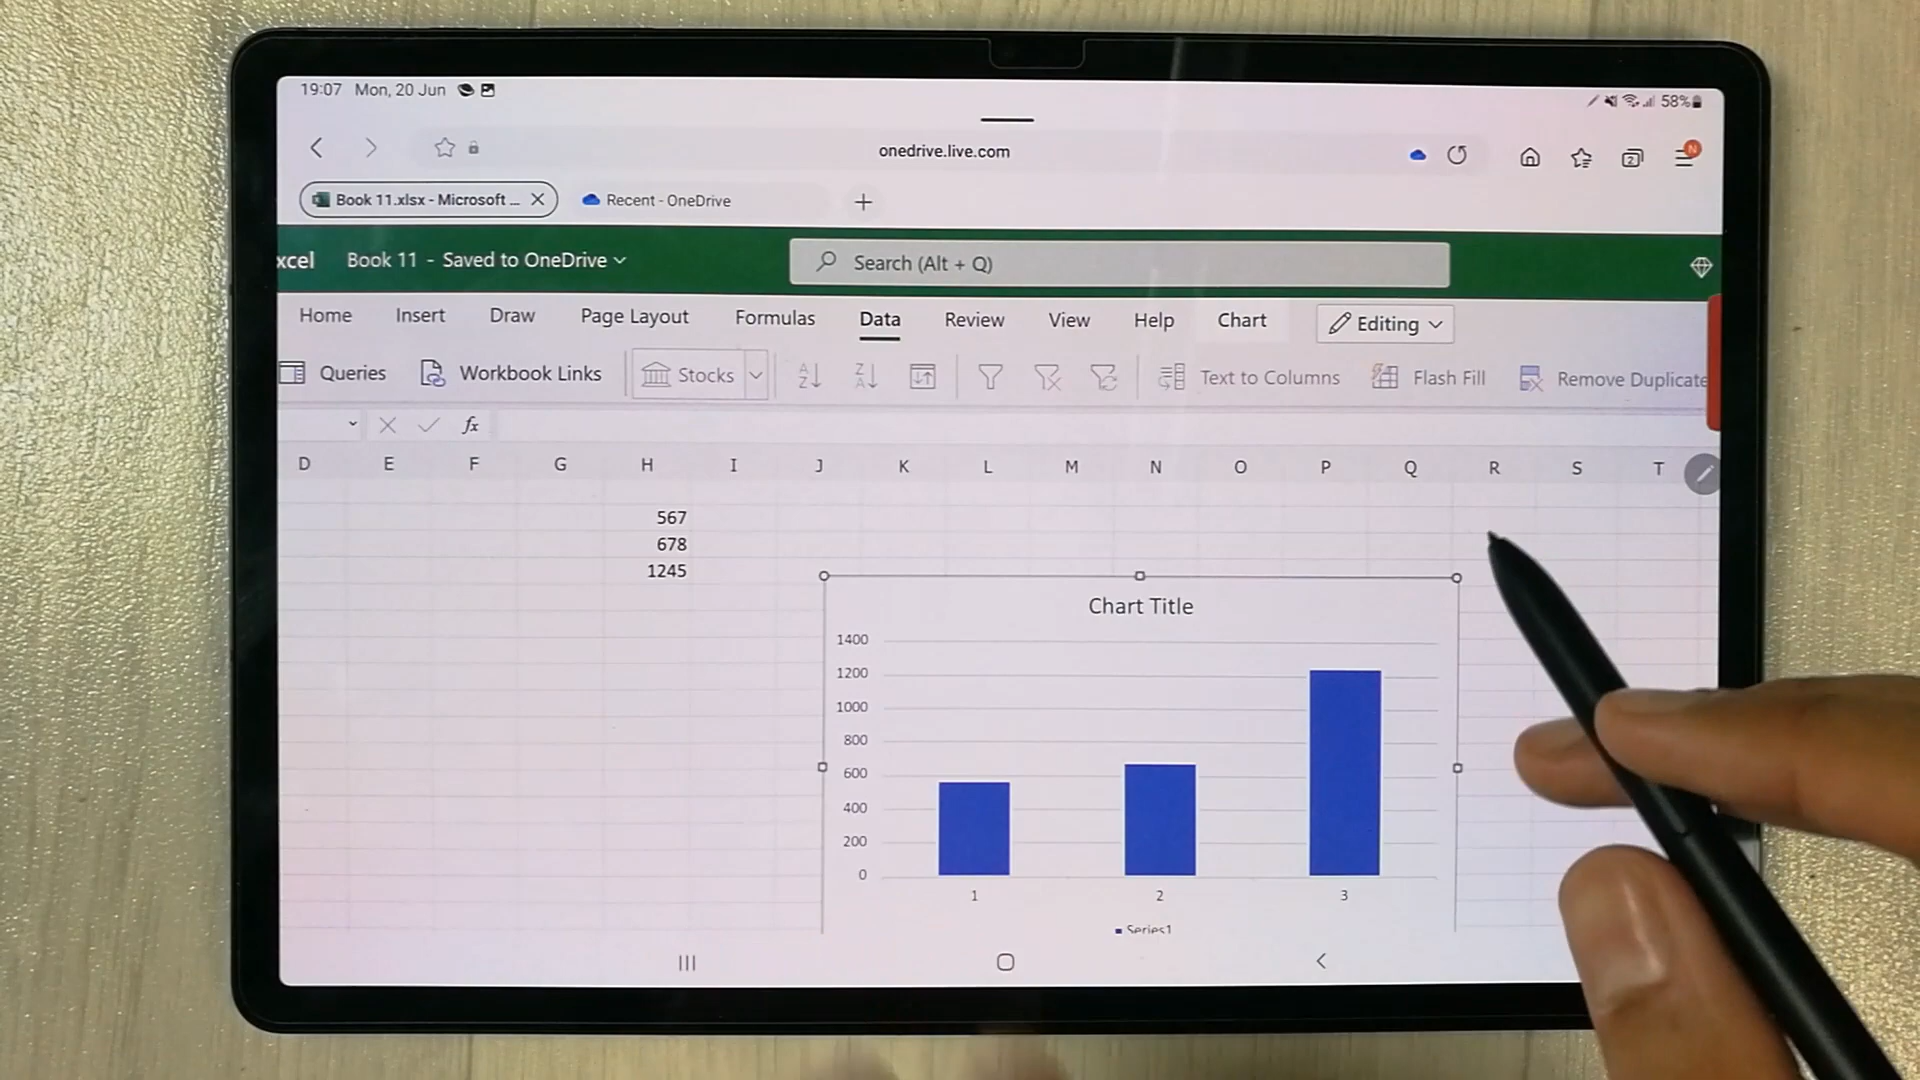 19:07 Mon, 20 Jun 58%
onedrive.live.com 2 N
Book 11.xlsx - Microsoft ... Recent - OneDrive
xcel Book 11 - Saved to OneDrive Search (Alt + Q)
Home Insert Draw Page Layout Formulas Data Review View Help Chart Editing
Queries Workbook Links Stocks A Z Z A Text to Columns Flash Fill Remove Duplicate
fx
D E F G H I J K L M N O P Q R S T
567
678
1245
Chart Title
1400
1200
1000
800
600
400
200
0
1 2 3
Series1